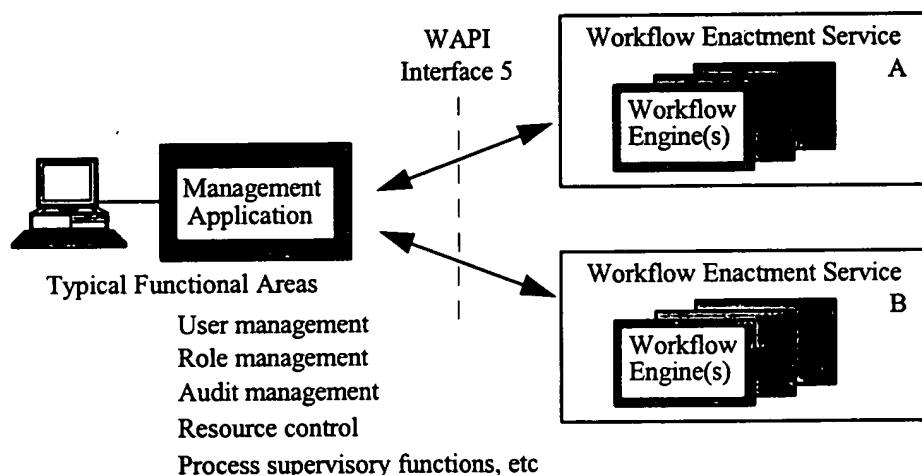 WAPI
Interface 5
Workflow Enactment Service
A
Workflow
Engine(s)
Management
Application
Typical Functional Areas
User management
Role management
Audit management
Resource control
Process supervisory functions, etc
Workflow Enactment Service
B
Workflow
Engine(s)